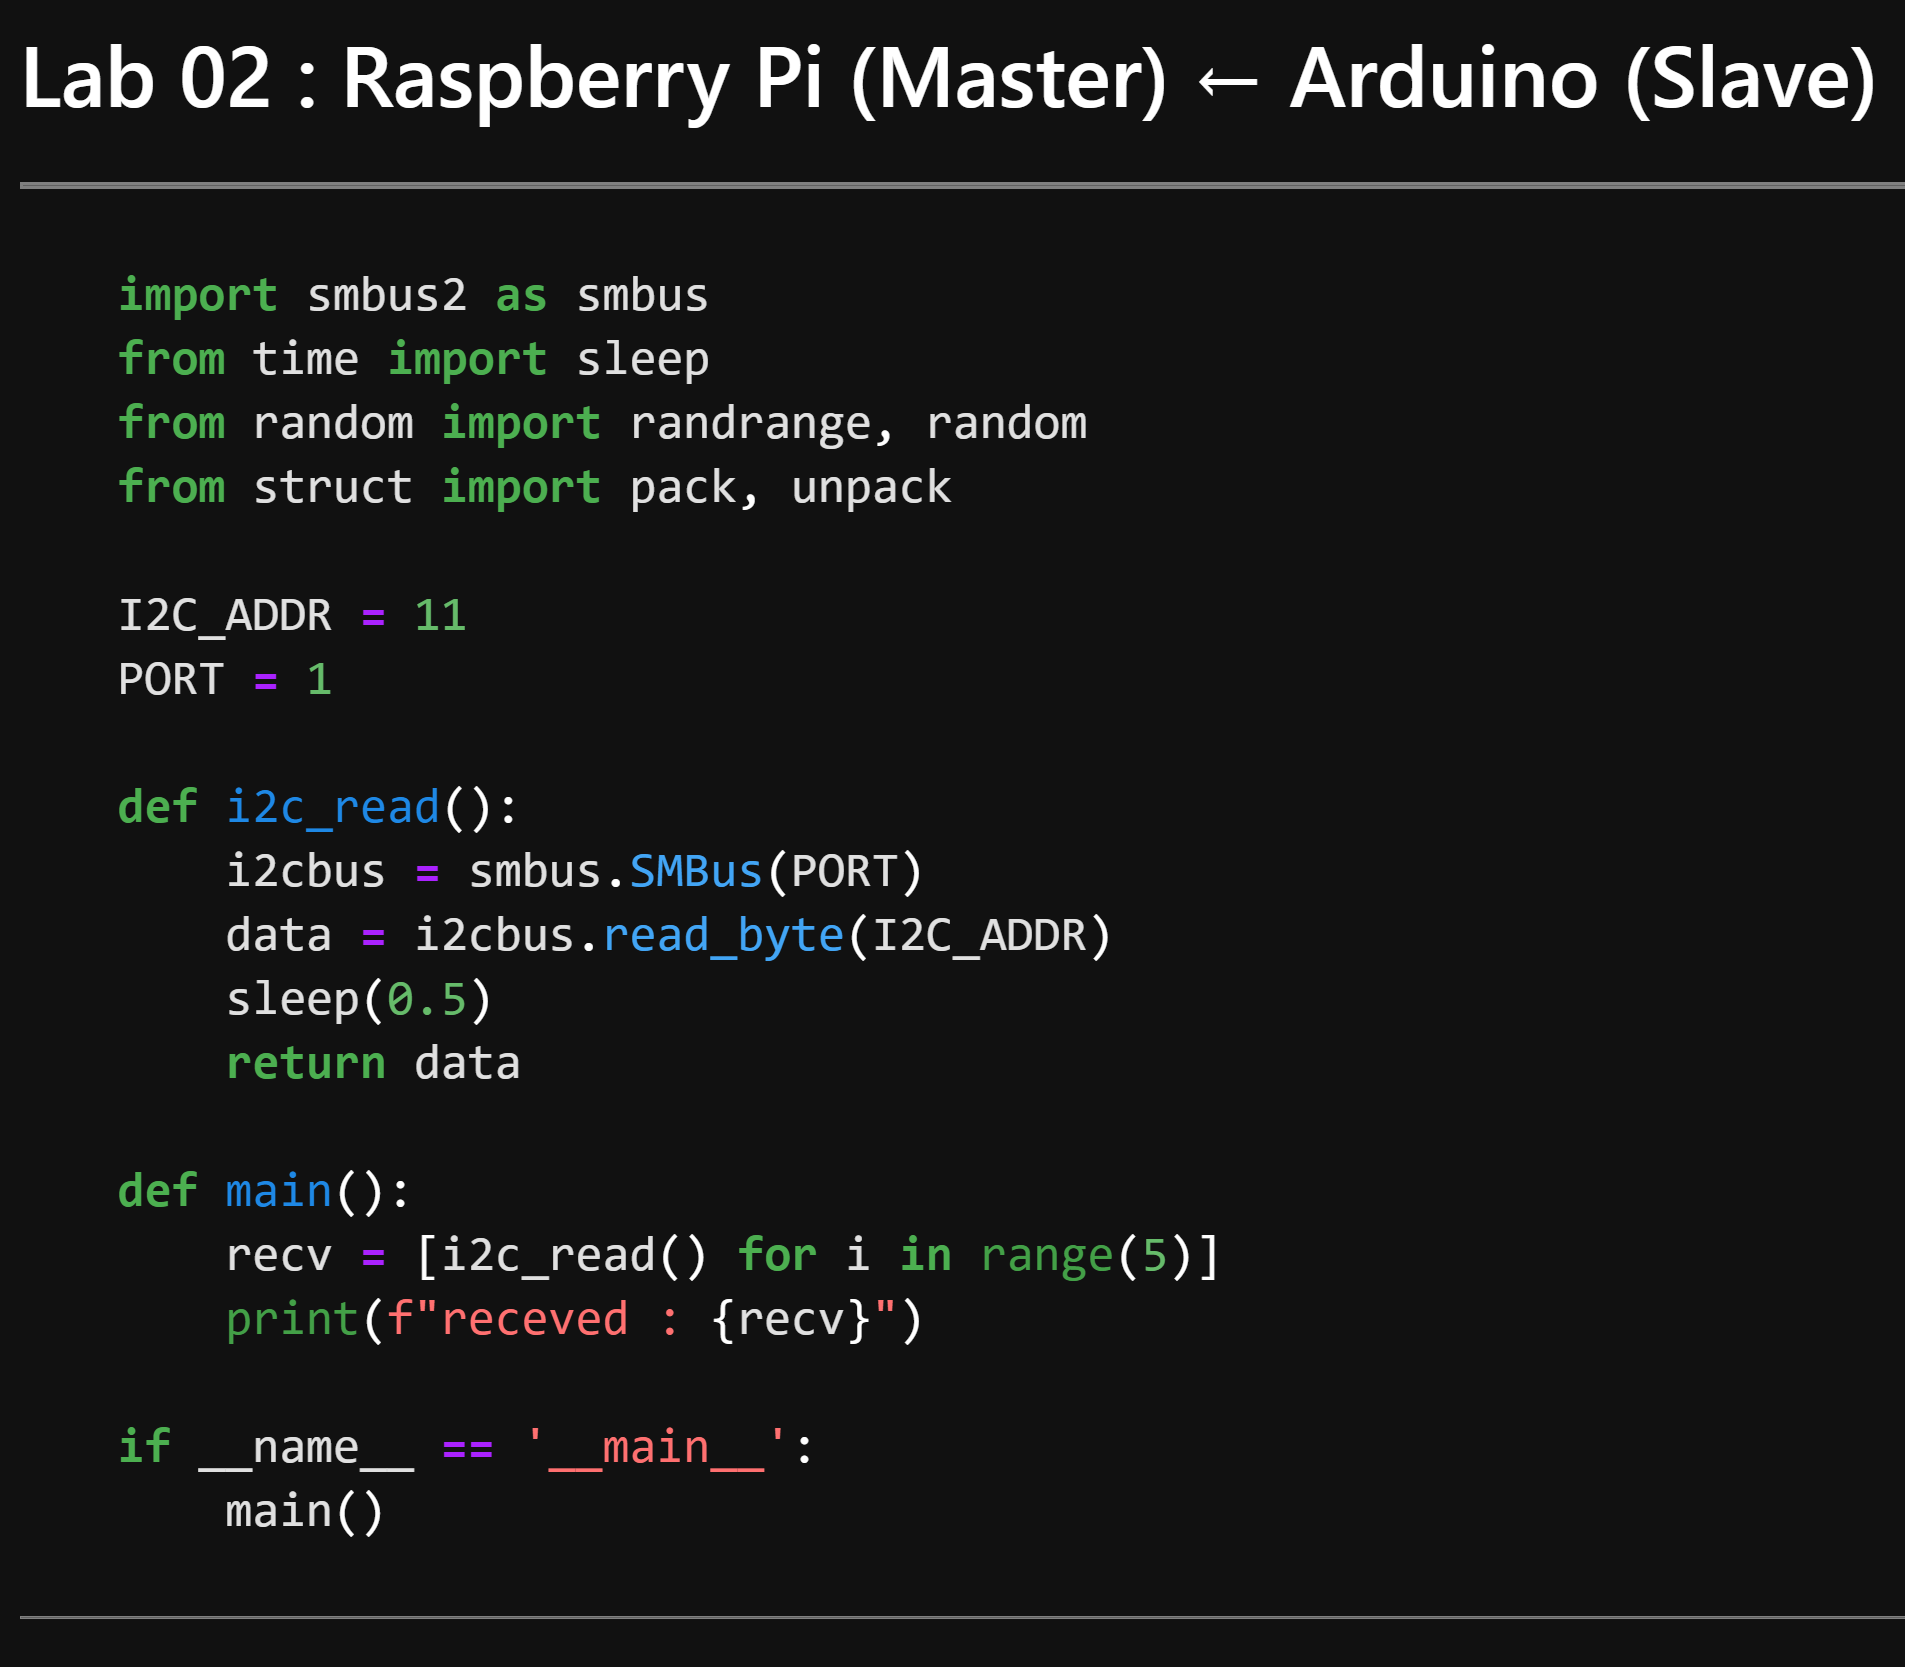 Lab 02 : Raspberry Pi (Master) ← Arduino (Slave)
import smbus2 as smbus
from time import sleep
from random import randrange, random
from struct import pack, unpack
I2C_ADDR = 11
PORT = 1
def i2c_read():
    i2cbus = smbus.SMBus(PORT)
    data = i2cbus.read_byte(I2C_ADDR)
    sleep(0.5)
    return data
def main():
    recv = [i2c_read() for i in range(5)]
    print(f"receved : {recv}")
if __name__ == '__main__':
    main()